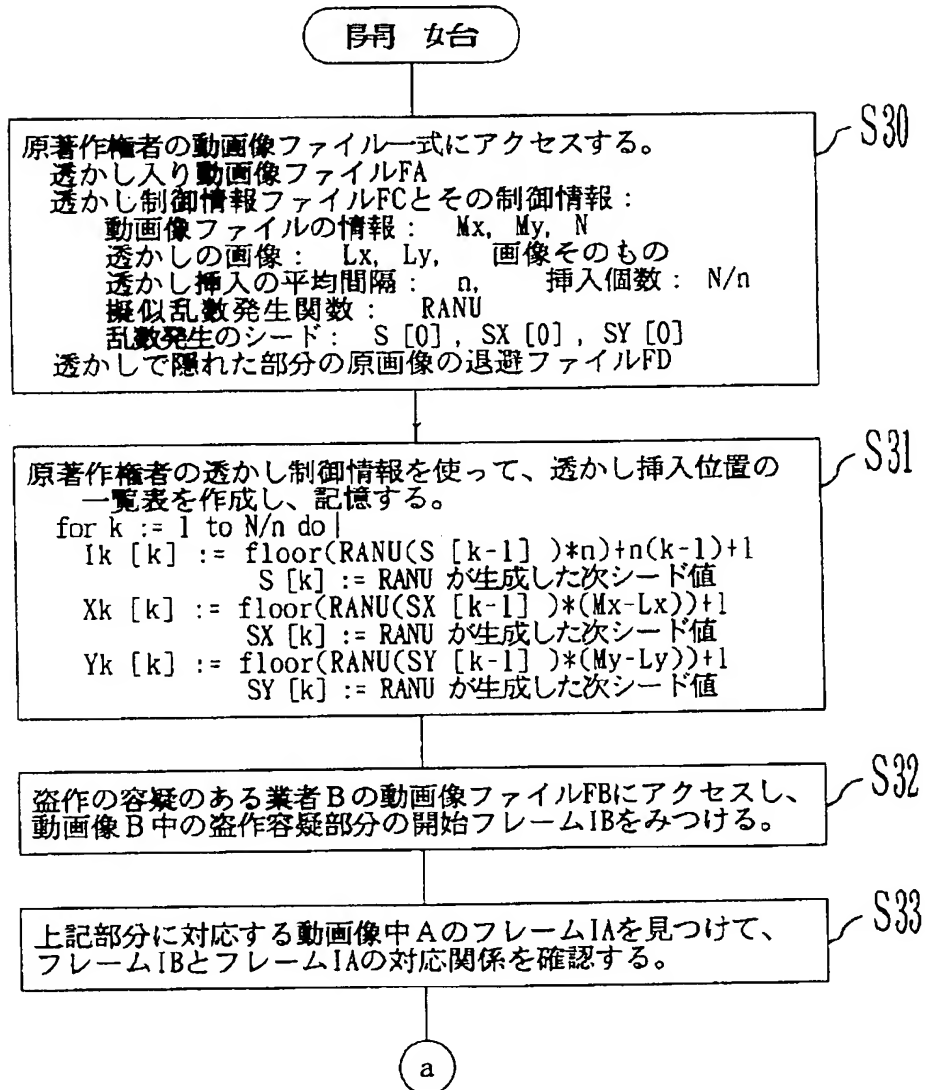 開 始
S30
原著作権者の動画像ファイル一式にアクセスする。
透かし入り動画像ファイルFA
透かし制御情報ファイルFCとその制御情報：
動画像ファイルの情報： Mx, My, N
透かしの画像： Lx, Ly, 画像そのもの
透かし挿入の平均間隔： n, 挿入個数： N/n
擬似乱数発生関数： RANU
乱数発生のシード： S [0] , SX [0] , SY [0]
透かしで隠れた部分の原画像の退避ファイルFD
S31
原著作権者の透かし制御情報を使って、透かし挿入位置の
一覧表を作成し、記憶する。
for k := 1 to N/n do |
Ik [k] := floor(RANU(S [k-1] )*n)+n(k-1)+1
S [k] := RANU が生成した次シード値
Xk [k] := floor(RANU(SX [k-1] )*(Mx-Lx))+1
SX [k] := RANU が生成した次シード値
Yk [k] := floor(RANU(SY [k-1] )*(My-Ly))+1
SY [k] := RANU が生成した次シード値
S32
盗作の容疑のある業者Bの動画像ファイルFBにアクセスし、
動画像B中の盗作容疑部分の開始フレームIBをみつける。
S33
上記部分に対応する動画像中AのフレームIAを見つけて、
フレームIBとフレームIAの対応関係を確認する。
a